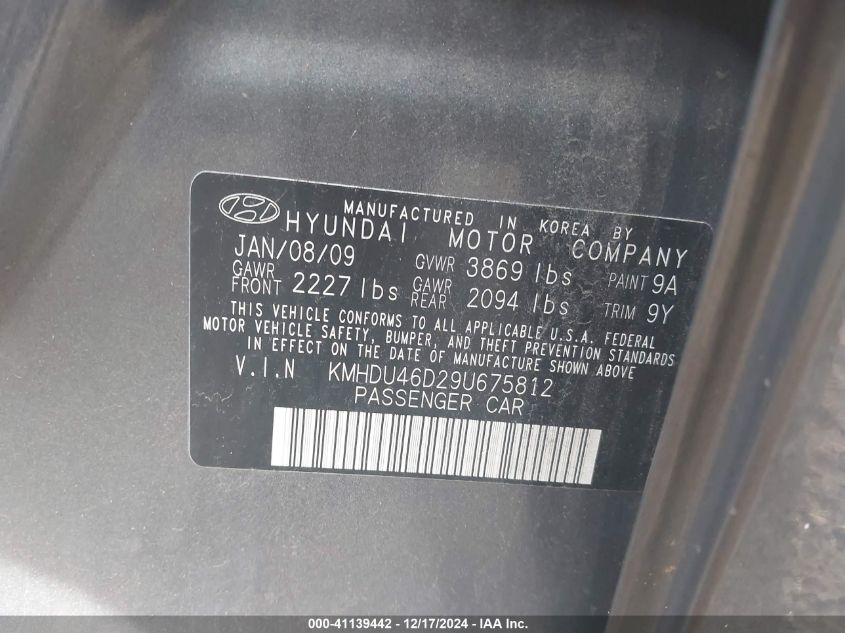 MANUFACTURED IN KOREA BY
HYUNDAI MOTOR COMPANY
JAN/08/09 GVWR 3869 lbs PAINT 9A
GAWR FRONT 2227 lbs GAWR REAR 2094 lbs TRIM 9Y
THIS VEHICLE CONFORMS TO ALL APPLICABLE U.S.A. FEDERAL
MOTOR VEHICLE SAFETY, BUMPER, AND THEFT PREVENTION STANDARDS
IN EFFECT ON THE DATE OF MANUFACTURE SHOWN ABOVE
V.I.N KMHDU46D29U675812
PASSENGER CAR
000-41139442 - 12/17/2024 - IAA Inc.